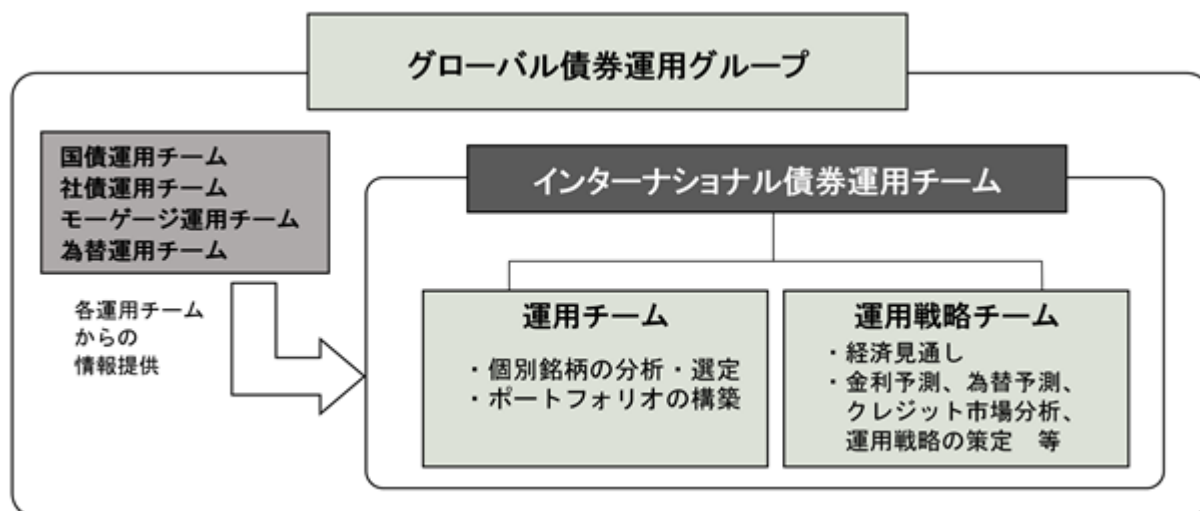 グローバル債券運用グループ
国債運用チーム
社債運用チーム
モーゲージ運用チーム
為替運用チーム
各運用チーム
からの
情報提供
インターナショナル債券運用チーム
運用チーム
・個別銘柄の分析・選定
・ポートフォリオの構築
運用戦略チーム
・経済見通し
・金利予測、為替予測、
クレジット市場分析、
運用戦略の策定　等